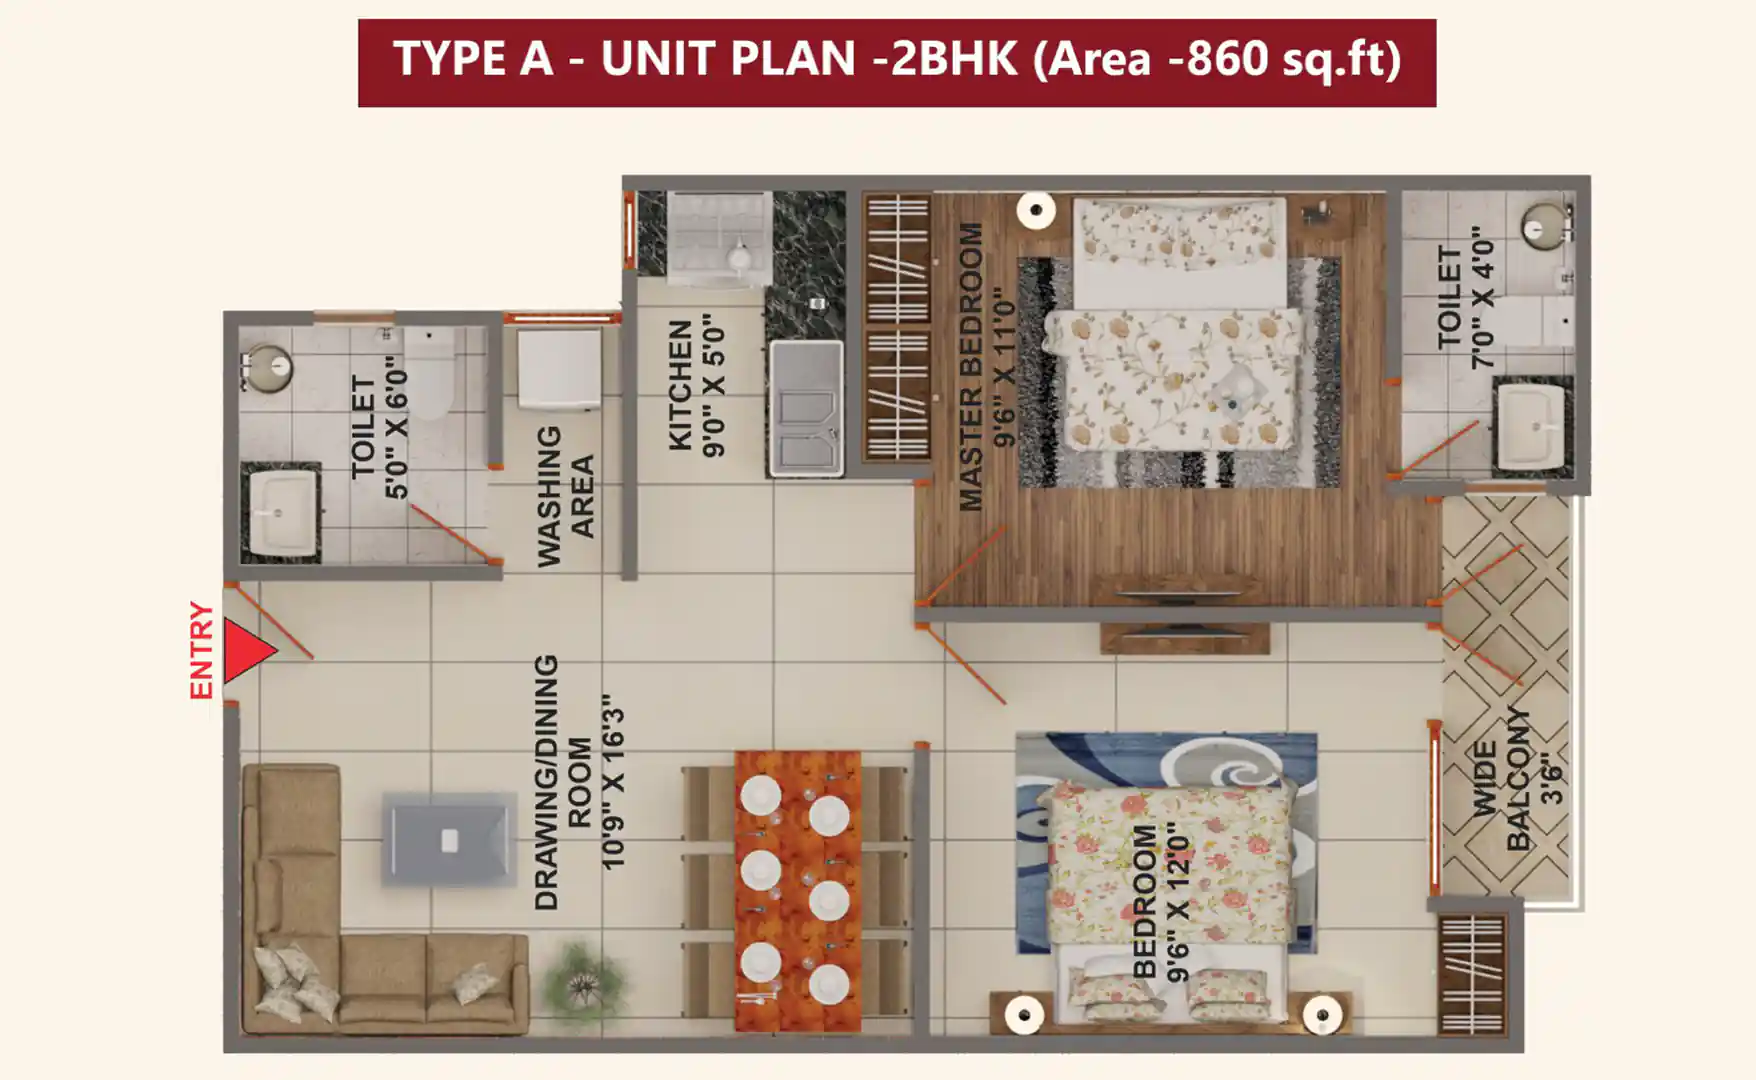 TYPE A - UNIT PLAN -2BHK (Area -860 sq.ft)
TOILET
5'0" X 6'0"
WASHING
AREA
KITCHEN
9'0" X 5'0"
MASTER BEDROOM
9'6" X 11'0"
TOILET
7'0" X 4'0"
ENTRY
DRAWING/DINING
ROOM
10'9" X 16'3"
BEDROOM
9'6" X 12'0"
WIDE
BALCONY
3'6"